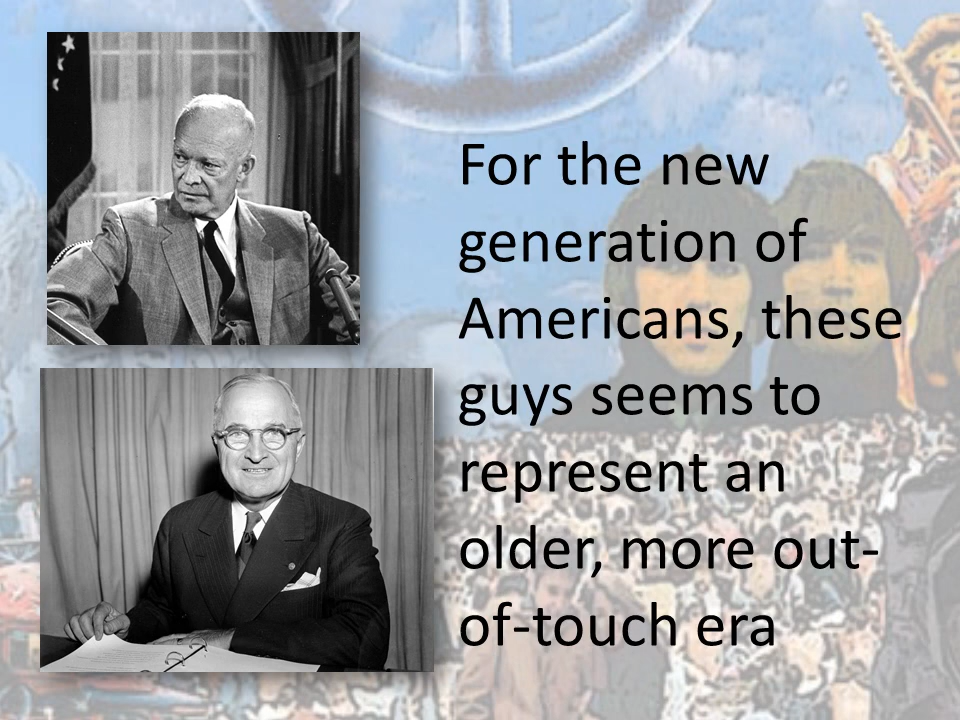 For the new
generation of
Americans, these
guys seems to
represent an
older, more out-
of-touch era